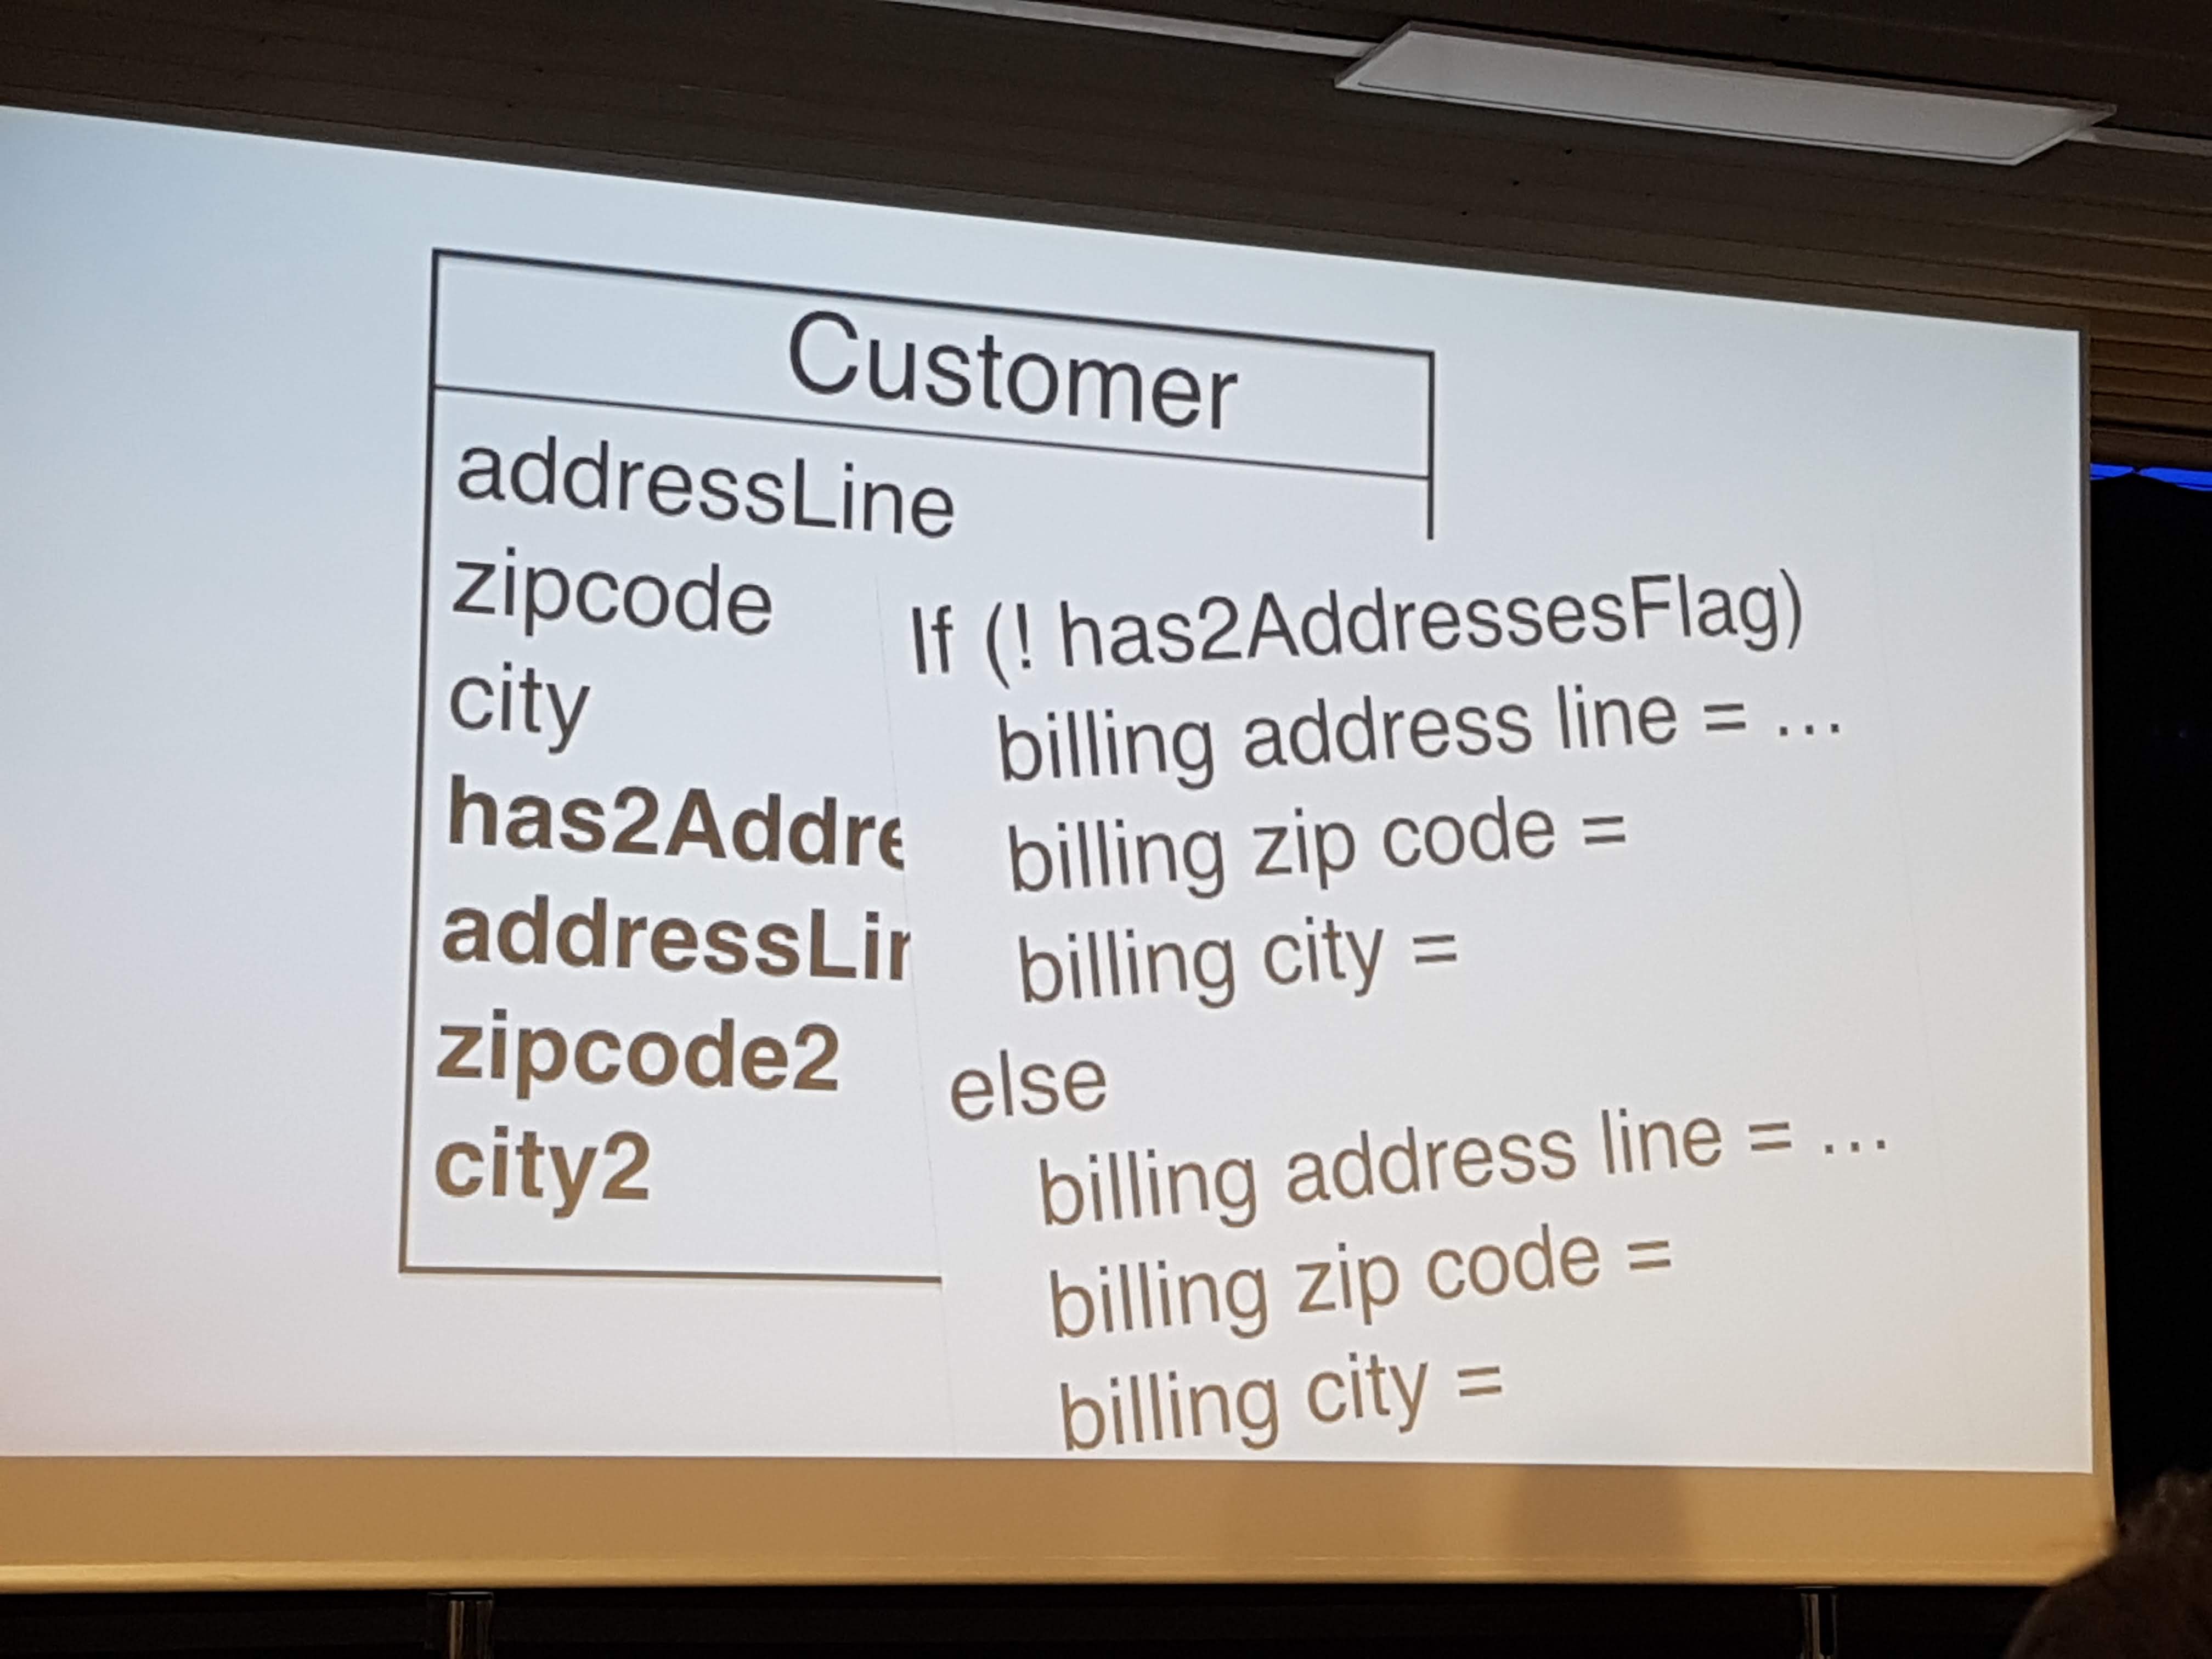 Customer
addressLine
zipcode
city
has2Addre
addressLin
zipcode2
city2
If (! has2AddressesFlag)
billing address line = ...
billing zip code =
billing city =
else
billing address line = ...
billing zip code =
billing city =